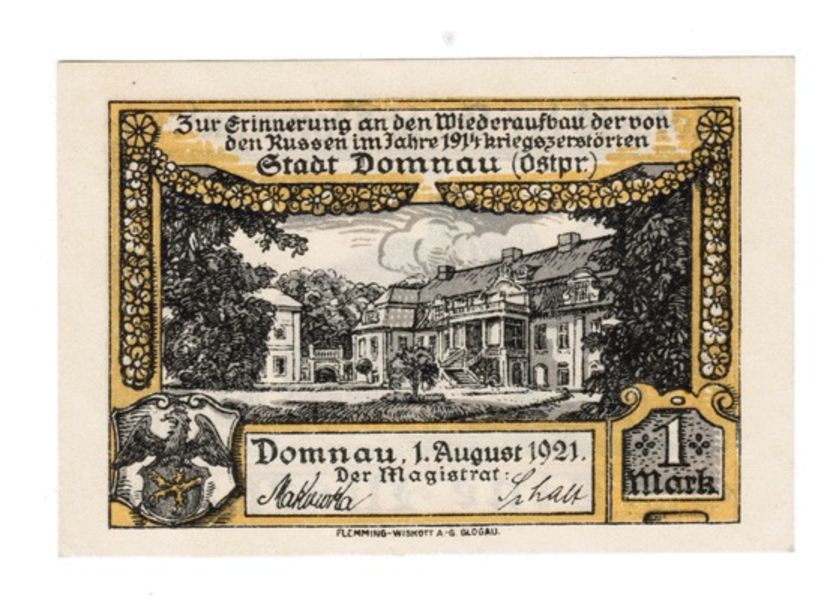 Zur Erinnerung an den Wiederaufbau der von
den Russen im Jahre 1914 kriegszerstörten
Stadt Domnau (Ostpr.)
Domnau, 1. August 1921.
Der Magistrat:
Schalt
1
Mark
FLEMMING-WISKOTT A.-G. GLOGAU.